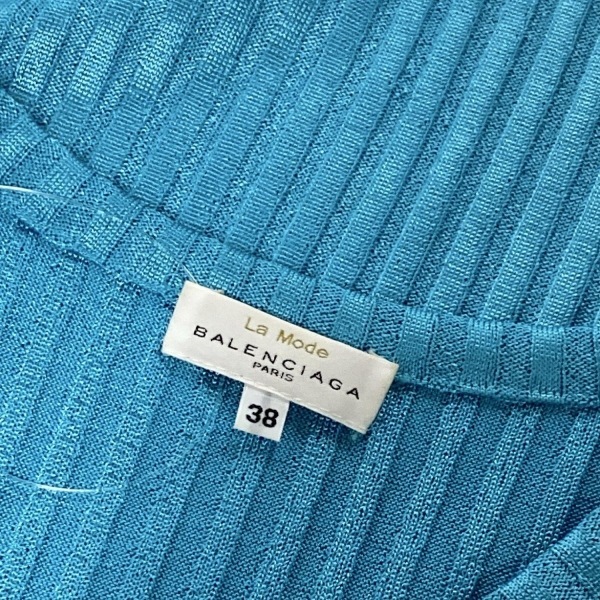 La Mode
BALENCIAGA
PARIS
38